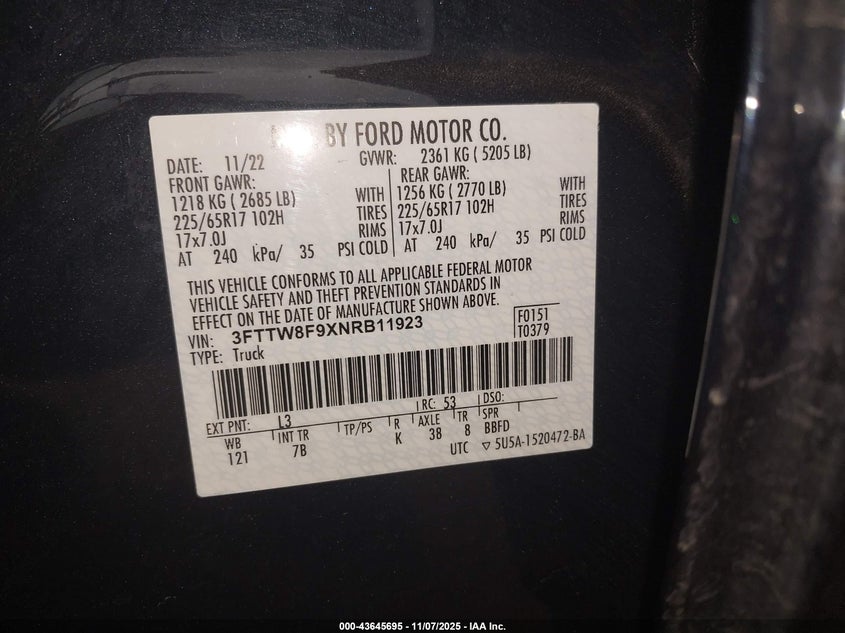 BY FORD MOTOR CO.
DATE: 11/22 GVWR: 2361 KG ( 5205 LB)
FRONT GAWR: REAR GAWR:
1218 KG ( 2685 LB) WITH 1256 KG ( 2770 LB) WITH
225/65R17 102H TIRES 225/65R17 102H TIRES
17x7.0J RIMS 17x7.0J RIMS
AT 240 kPa/ 35 PSI COLD AT 240 kPa/ 35 PSI COLD
THIS VEHICLE CONFORMS TO ALL APPLICABLE FEDERAL MOTOR
VEHICLE SAFETY AND THEFT PREVENTION STANDARDS IN
EFFECT ON THE DATE OF MANUFACTURE SHOWN ABOVE.
VIN: 3FTTW8F9XNRB11923 F0151
TYPE: Truck T0379
EXT PNT: L3 RC: 53 DSO:
WB INT TR TP/PS R AXLE TR SPR
121 7B K 38 8 BBFD
UTC ▽ 5U5A-1520472-BA
000-43645695 - 11/07/2025 - IAA Inc.